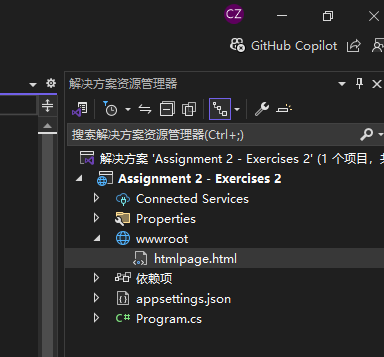 CZ
GitHub Copilot
解决方案资源管理器
搜索解决方案资源管理器(Ctrl+;)
解决方案 'Assignment 2 - Exercises 2' (1 个项目，
Assignment 2 - Exercises 2
Connected Services
Properties
wwwroot
htmlpage.html
依赖项
appsettings.json
C# Program.cs